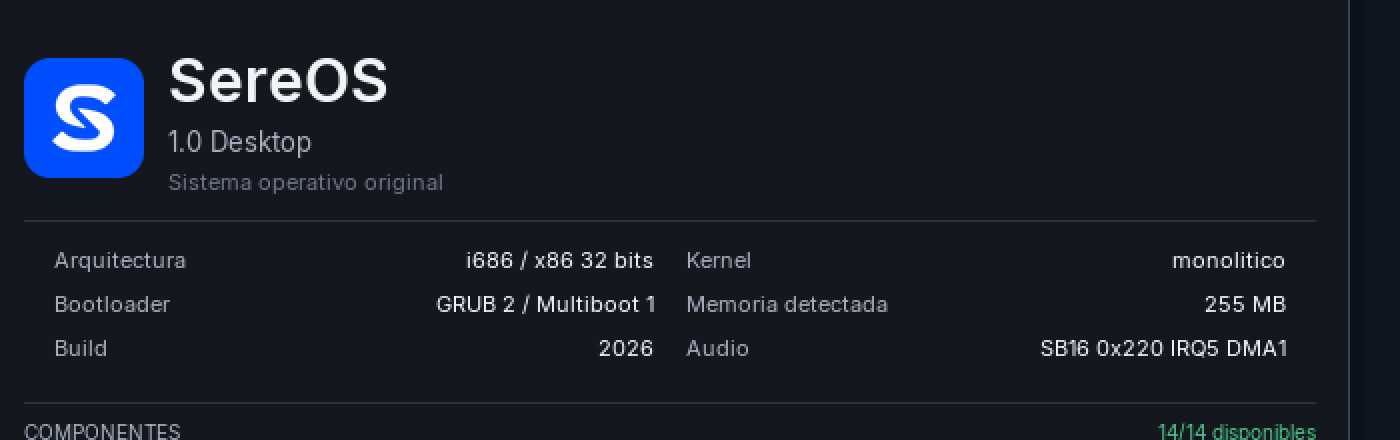 SereOS
1.0 Desktop
Sistema operativo original
Arquitectura i686 / x86 32 bits Kernel monolitico
Bootloader GRUB 2 / Multiboot 1 Memoria detectada 255 MB
Build 2026 Audio SB16 0x220 IRQ5 DMA1
COMPONENTES 14/14 disponibles